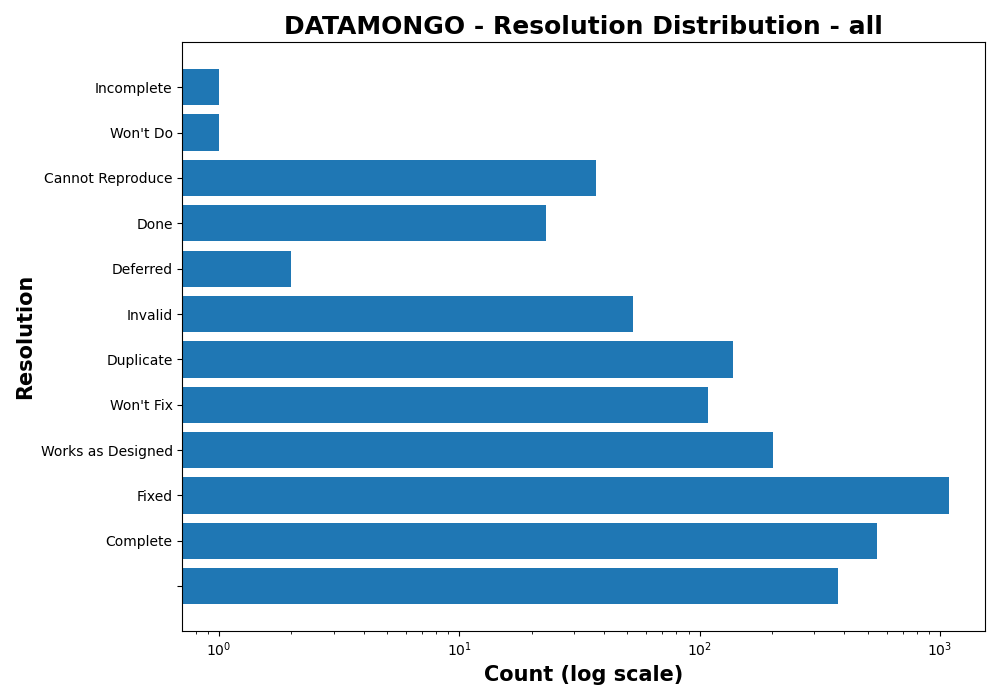 DATAMONGO - Resolution Distribution - all
Incomplete
Won't Do
Cannot Reproduce
Done
Deferred
Invalid
Duplicate
Won't Fix
Works as Designed
Fixed
Complete
Resolution
10⁰ 10¹ 10² 10³
Count (log scale)